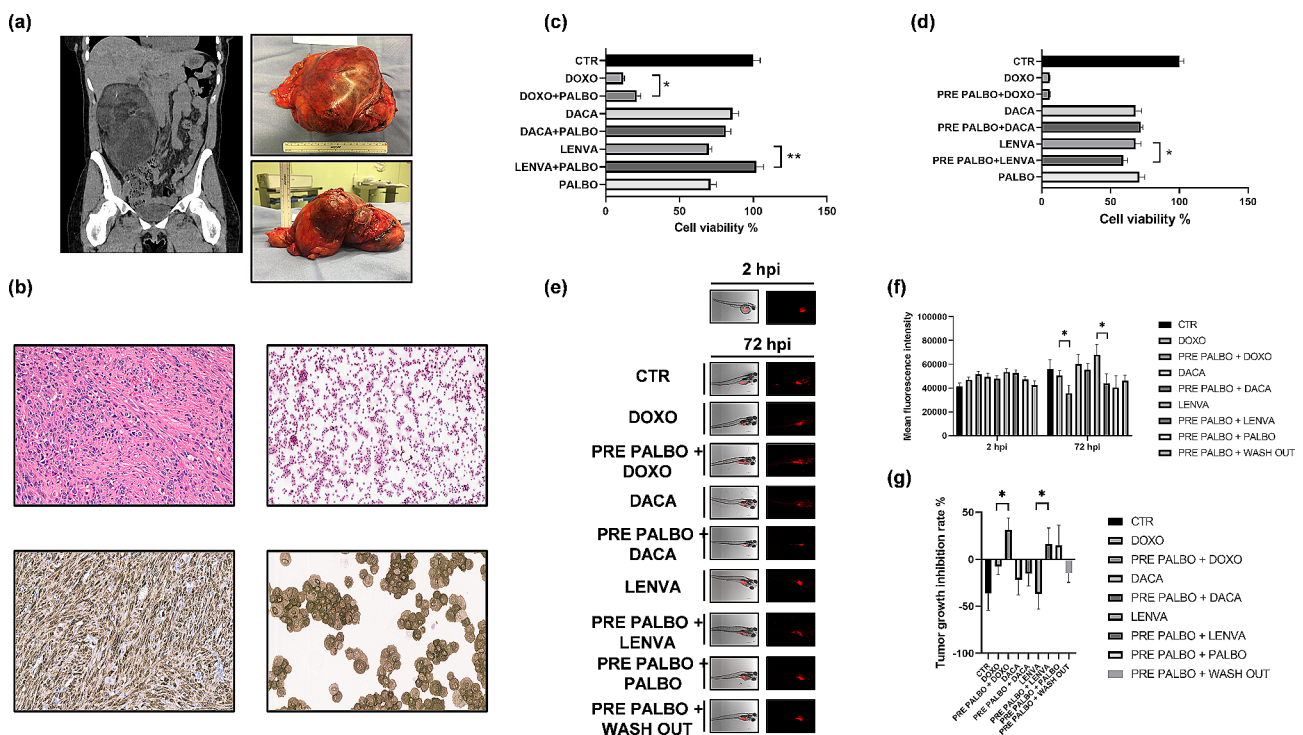 (a)
(c)
CTR
DOXO
DOXO+PALBO
DACA
DACA+PALBO
LENVA
LENVA+PALBO
PALBO
*
**
0
50
100
150
Cell viability %
(d)
CTR
DOXO
PRE PALBO+DOXO
DACA
PRE PALBO+DACA
LENVA
PRE PALBO+LENVA
PALBO
*
0
50
100
150
Cell viability %
(b)
(e)
2 hpi
72 hpi
CTR
DOXO
PRE PALBO +
DOXO
DACA
PRE PALBO +
DACA
LENVA
PRE PALBO +
LENVA
PRE PALBO +
PALBO
PRE PALBO +
WASH OUT
(f)
Mean fluorescence intensity
100000
80000
60000
40000
20000
0
*
*
2 hpi
72 hpi
CTR
DOXO
PRE PALBO + DOXO
DACA
PRE PALBO + DACA
LENVA
PRE PALBO + LENVA
PRE PALBO + PALBO
PRE PALBO + WASH OUT
(g)
Tumor growth inhibition rate %
50
0
-50
-100
*
*
CTR
DOXO
PRE PALBO + DOXO
DACA
PRE PALBO + DACA
LENVA
PRE PALBO + LENVA
PRE PALBO + PALBO
PRE PALBO + WASH OUT
CTR
DOXO
PRE PALBO + DOXO
DACA
PRE PALBO + DACA
LENVA
PRE PALBO + LENVA
PRE PALBO + PALBO
PRE PALBO + WASH OUT